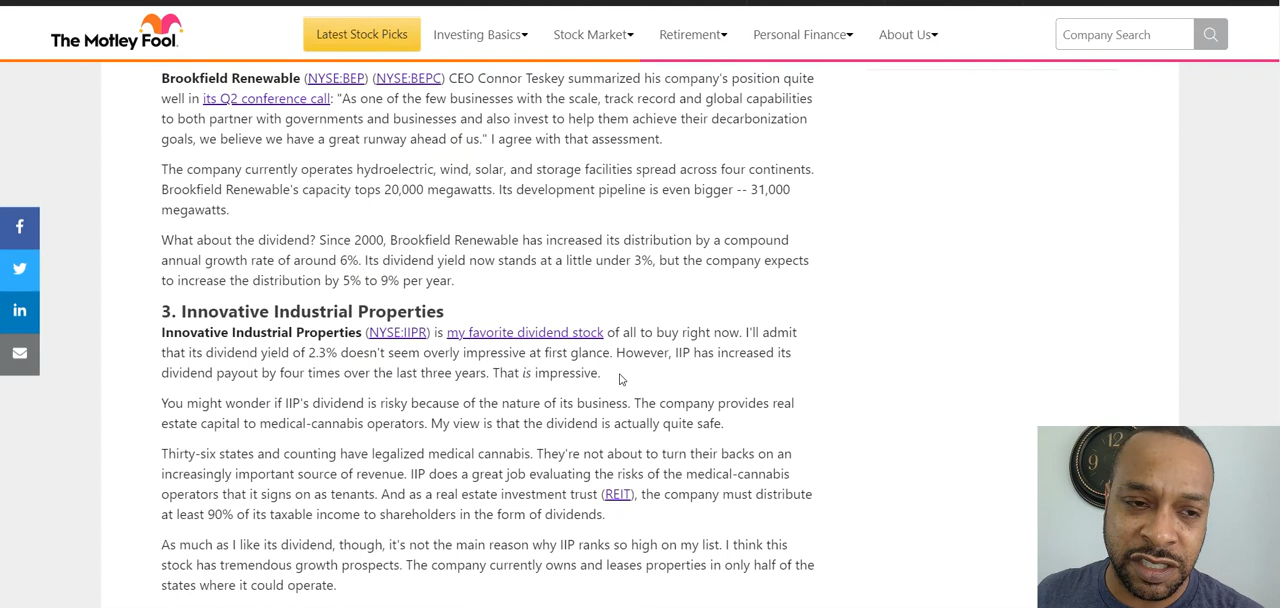 The Motley Fool.
Latest Stock Picks
Investing Basics
Stock Market
Retirement
Personal Finance
About Us
Company Search
Brookfield Renewable (NYSE:BEP) (NYSE:BEPC) CEO Connor Teskey summarized his company's position quite
well in its Q2 conference call: "As one of the few businesses with the scale, track record and global capabilities
to both partner with governments and businesses and also invest to help them achieve their decarbonization
goals, we believe we have a great runway ahead of us." I agree with that assessment.
The company currently operates hydroelectric, wind, solar, and storage facilities spread across four continents.
Brookfield Renewable's capacity tops 20,000 megawatts. Its development pipeline is even bigger -- 31,000
megawatts.
What about the dividend? Since 2000, Brookfield Renewable has increased its distribution by a compound
annual growth rate of around 6%. Its dividend yield now stands at a little under 3%, but the company expects
to increase the distribution by 5% to 9% per year.
3. Innovative Industrial Properties
Innovative Industrial Properties (NYSE:IIPR) is my favorite dividend stock of all to buy right now. I'll admit
that its dividend yield of 2.3% doesn't seem overly impressive at first glance. However, IIP has increased its
dividend payout by four times over the last three years. That is impressive.
You might wonder if IIP's dividend is risky because of the nature of its business. The company provides real
estate capital to medical-cannabis operators. My view is that the dividend is actually quite safe.
Thirty-six states and counting have legalized medical cannabis. They're not about to turn their backs on an
increasingly important source of revenue. IIP does a great job evaluating the risks of the medical-cannabis
operators that it signs on as tenants. And as a real estate investment trust (REIT), the company must distribute
at least 90% of its taxable income to shareholders in the form of dividends.
As much as I like its dividend, though, it's not the main reason why IIP ranks so high on my list. I think this
stock has tremendous growth prospects. The company currently owns and leases properties in only half of the
states where it could operate.
12
9